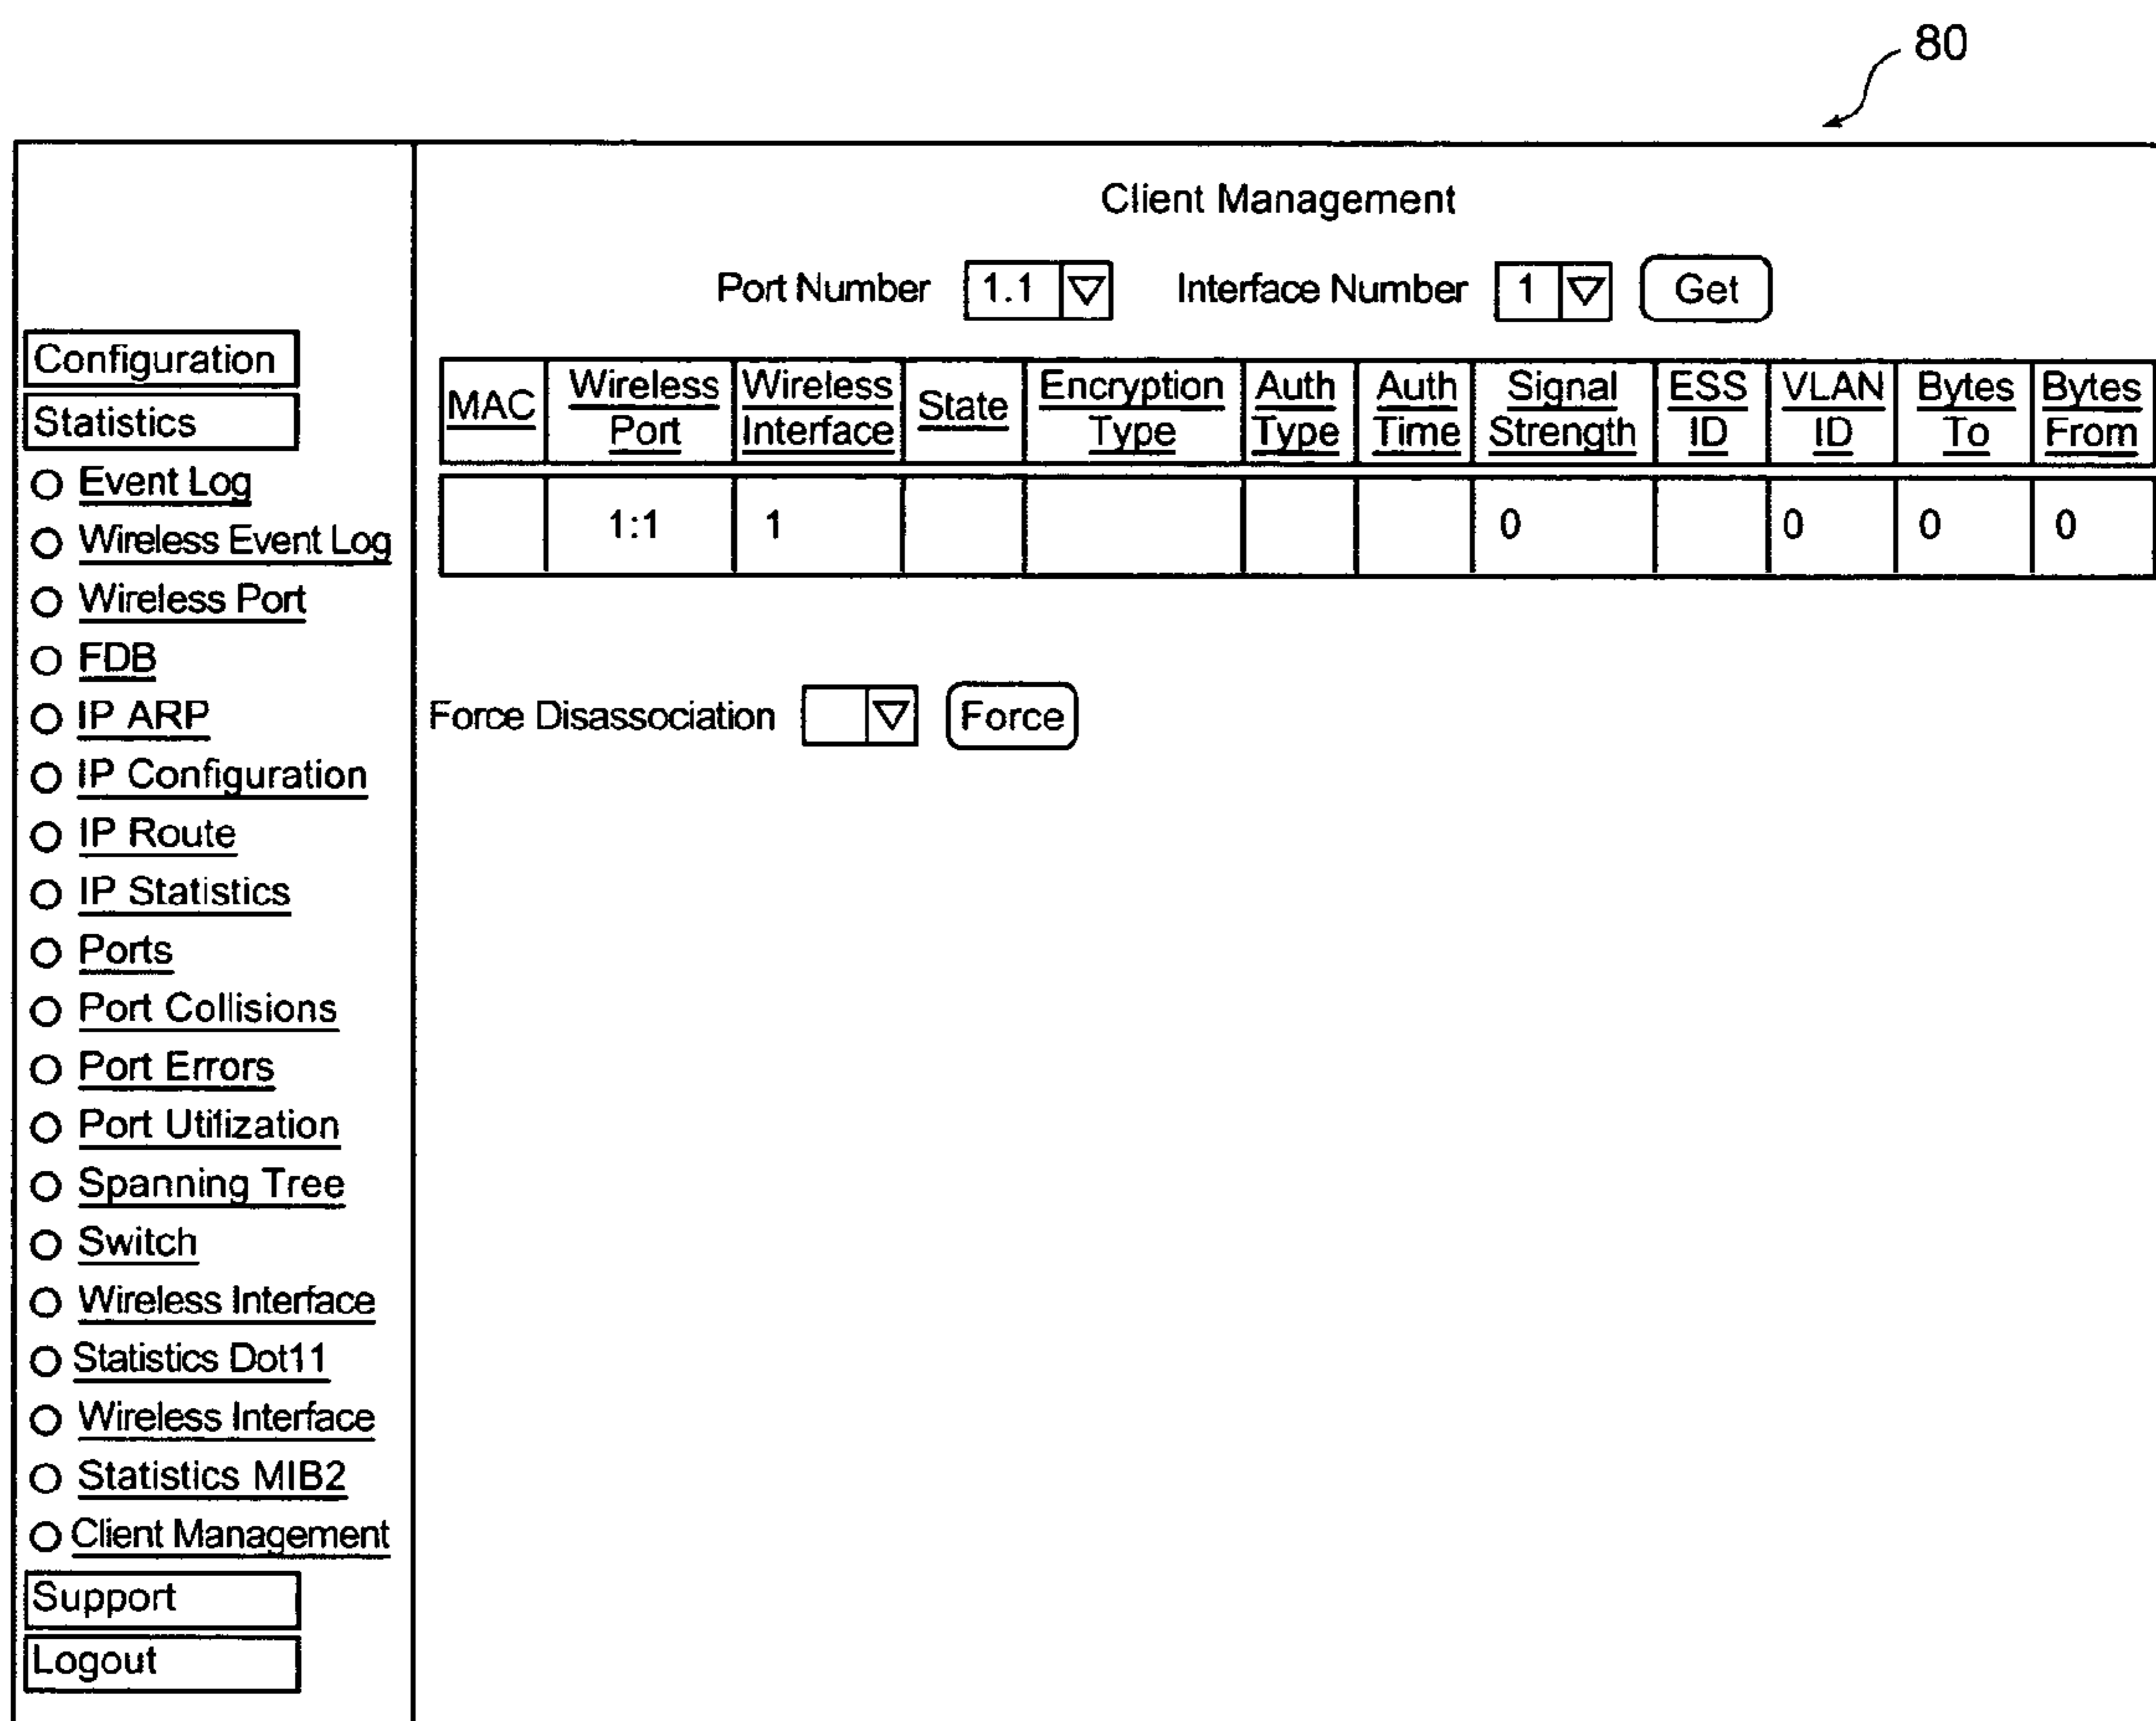 80
Client Management
Port Number 1.1 Interface Number 1 Get
Configuration
Statistics
Event Log
Wireless Event Log
Wireless Port
FDB
IP ARP
IP Configuration
IP Route
IP Statistics
Ports
Port Collisions
Port Errors
Port Utilization
Spanning Tree
Switch
Wireless Interface
Statistics Dot11
Wireless Interface
Statistics MIB2
Client Management
Support
Logout
MAC Wireless Port Wireless Interface State Encryption Type Auth Type Auth Time Signal Strength ESS ID VLAN ID Bytes To Bytes From
1:1 1 0 0 0 0
Force Disassociation Force